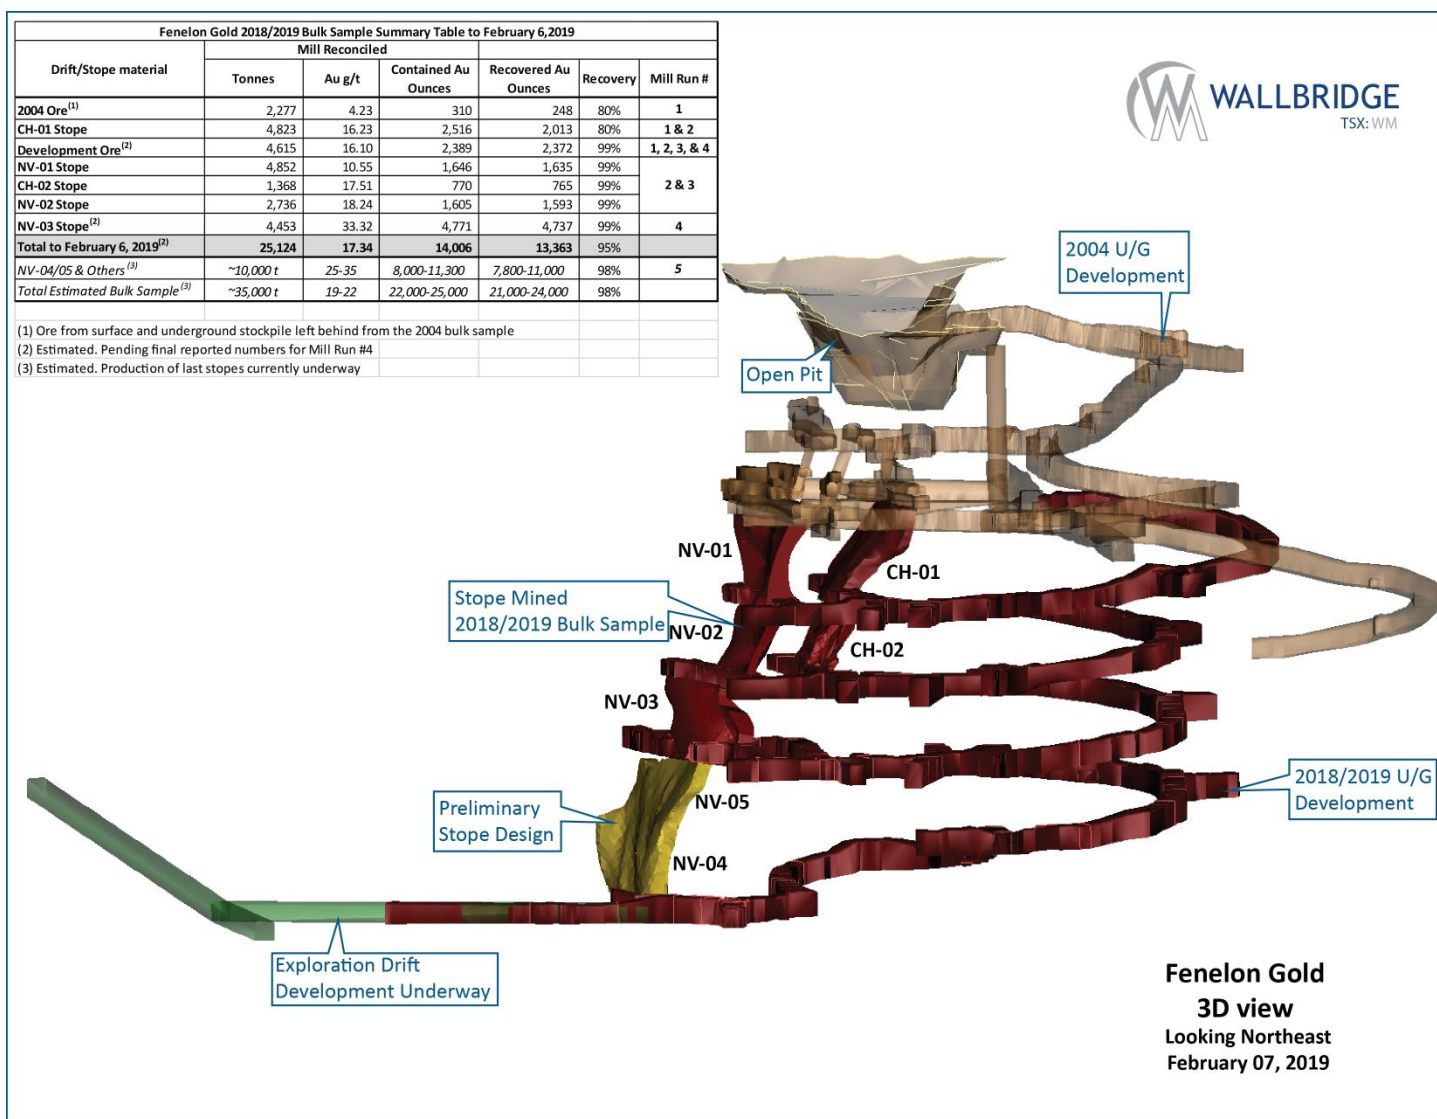 Fenelon Gold 2018/2019 Bulk Sample Summary Table to February 6,2019
Mill Reconciled
Drift/Stope material Tonnes Au g/t Contained Au Ounces Recovered Au Ounces Recovery Mill Run #
2004 Ore(1) 2,277 4.23 310 248 80% 1
CH-01 Stope 4,823 16.23 2,516 2,013 80% 1 & 2
Development Ore(2) 4,615 16.10 2,389 2,372 99% 1, 2, 3, & 4
NV-01 Stope 4,852 10.55 1,646 1,635 99%
CH-02 Stope 1,368 17.51 770 765 99% 2 & 3
NV-02 Stope 2,736 18.24 1,605 1,593 99%
NV-03 Stope(2) 4,453 33.32 4,771 4,737 99% 4
Total to February 6, 2019(2) 25,124 17.34 14,006 13,363 95%
NV-04/05 & Others (3) ~10,000 t 25-35 8,000-11,300 7,800-11,000 98% 5
Total Estimated Bulk Sample(3) ~35,000 t 19-22 22,000-25,000 21,000-24,000 98%
(1) Ore from surface and underground stockpile left behind from the 2004 bulk sample
(2) Estimated. Pending final reported numbers for Mill Run #4
(3) Estimated. Production of last stopes currently underway
WALLBRIDGE
TSX: WM
2004 U/G
Development
Open Pit
NV-01
CH-01
Stope Mined
2018/2019 Bulk Sample
NV-02
CH-02
NV-03
2018/2019 U/G
Development
NV-05
Preliminary
Stope Design
NV-04
Exploration Drift
Development Underway
Fenelon Gold
3D view
Looking Northeast
February 07, 2019